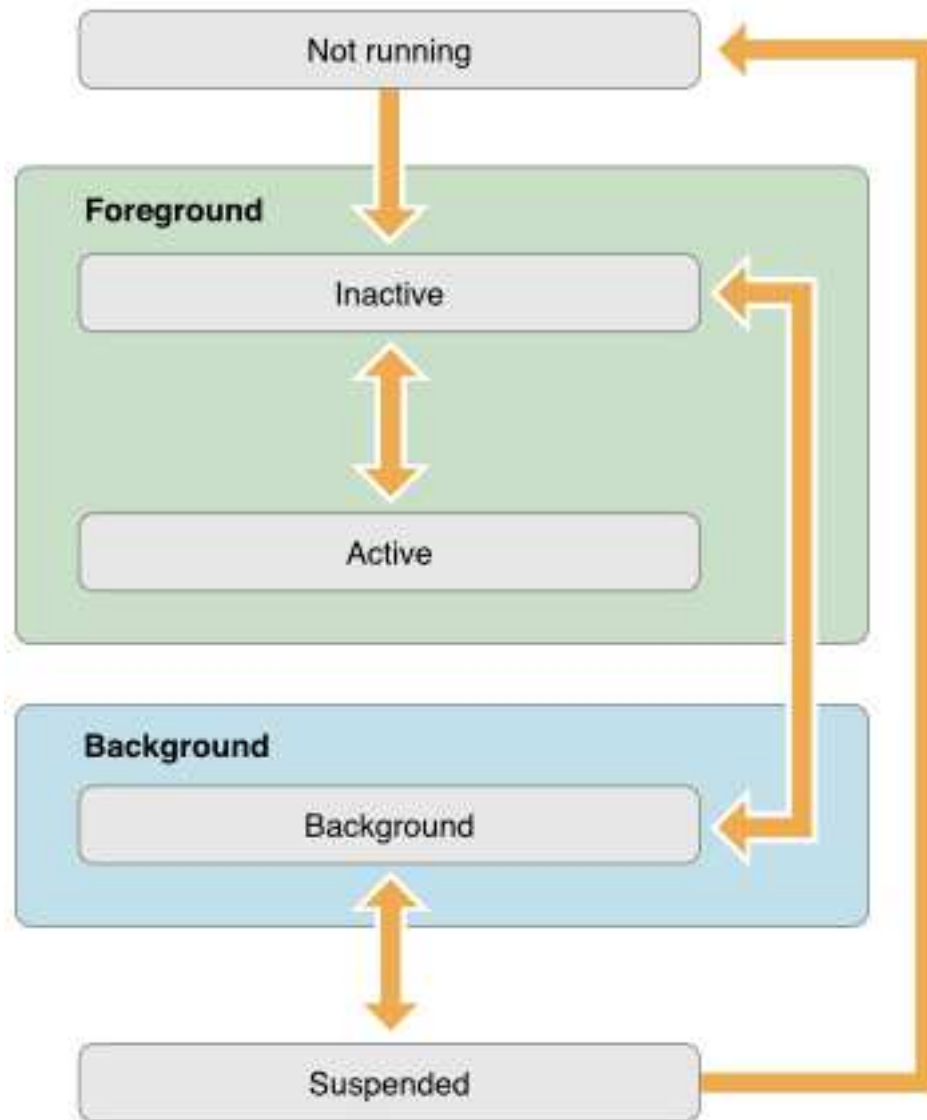 Not running
Foreground
Inactive
Active
Background
Background
Suspended